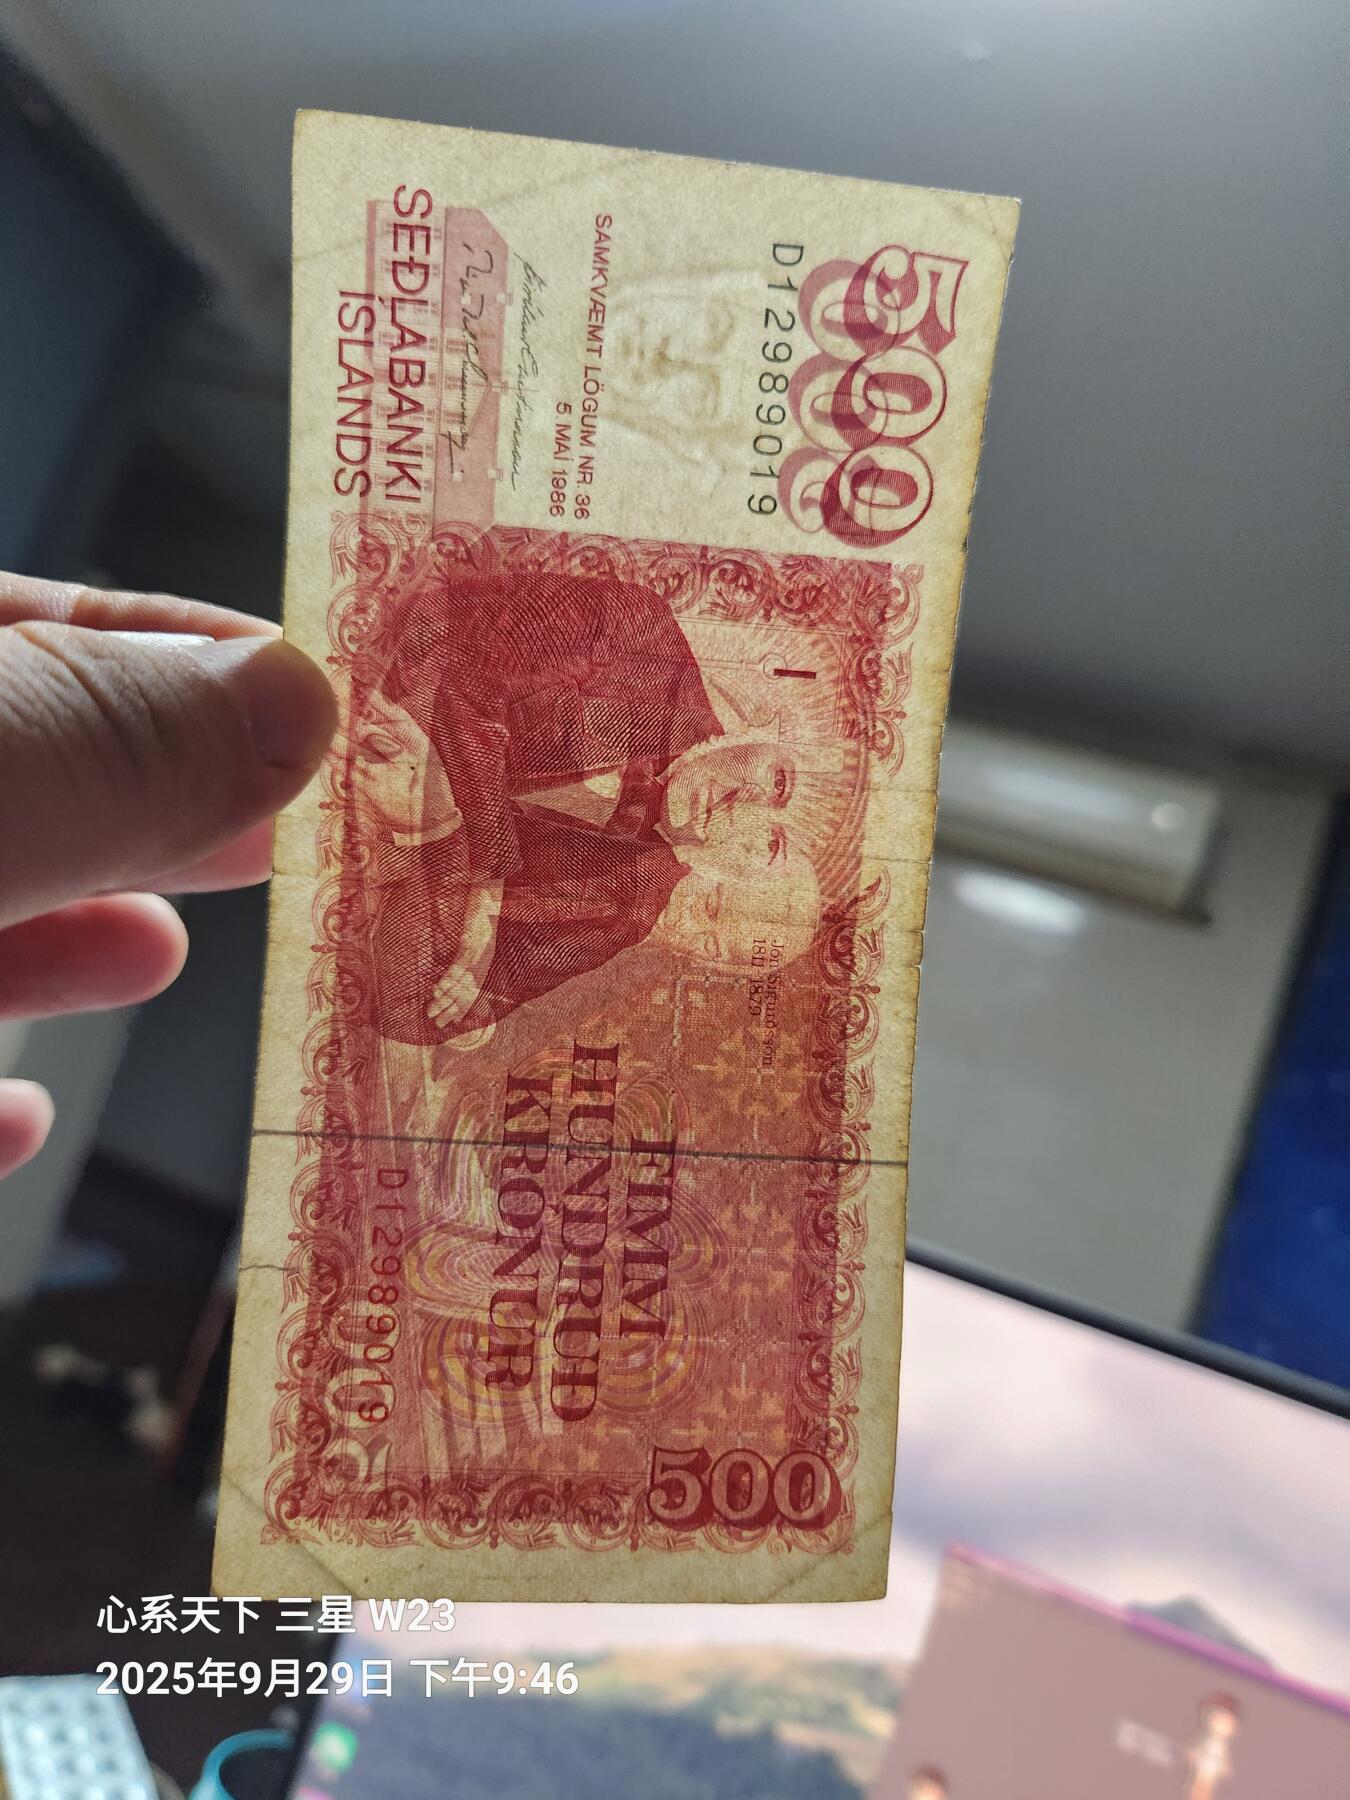 500
D12989019
SAMKVÆMT LÖGUM NR. 36
5. MAÍ 1986
SEÐLABANKI
ÍSLANDS
Jón Sigurðsson
1811-1879
FIMM
HUNDRUÐ
KRÓNUR
D12989019
500
心系天下 三星 W23
2025年9月29日 下午9:46